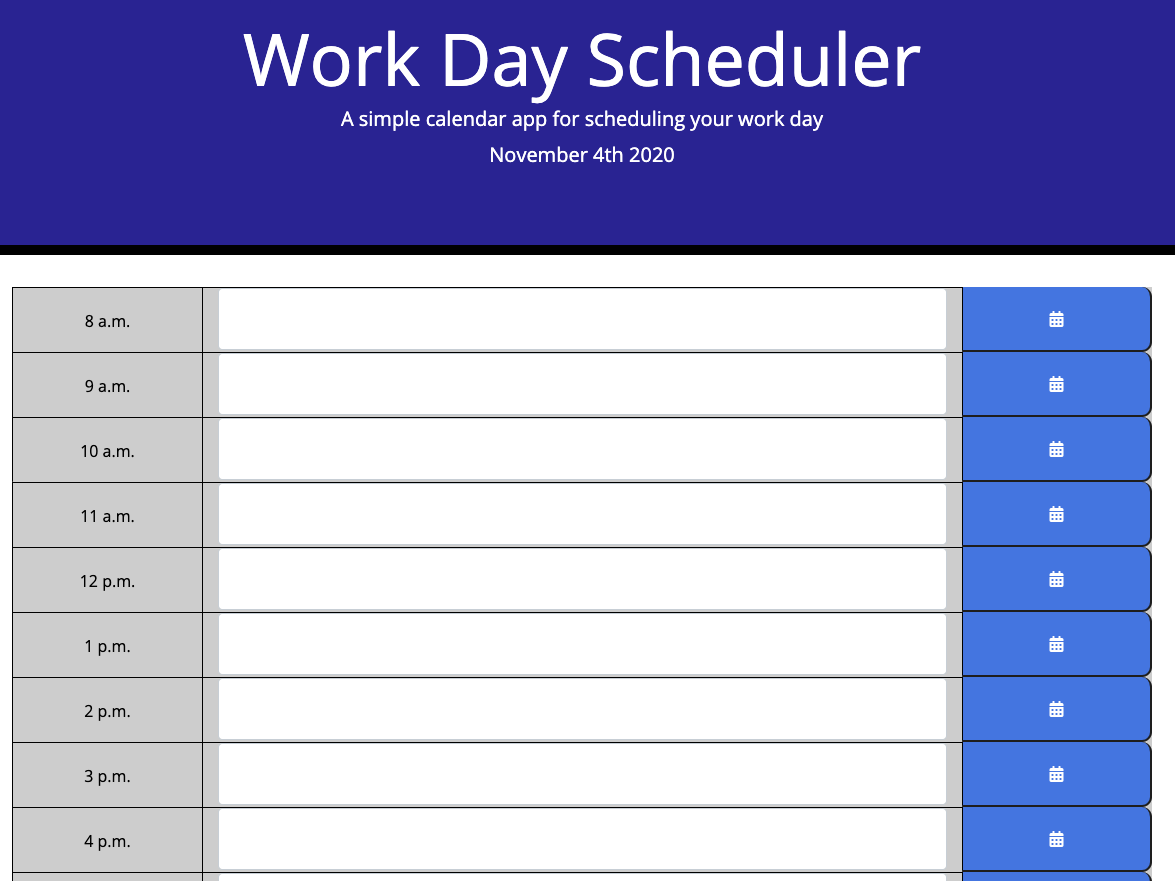 Work Day Scheduler
A simple calendar app for scheduling your work day
November 4th 2020
8 a.m.
9 a.m.
10 a.m.
11 a.m.
12 p.m.
1 p.m.
2 p.m.
3 p.m.
4 p.m.